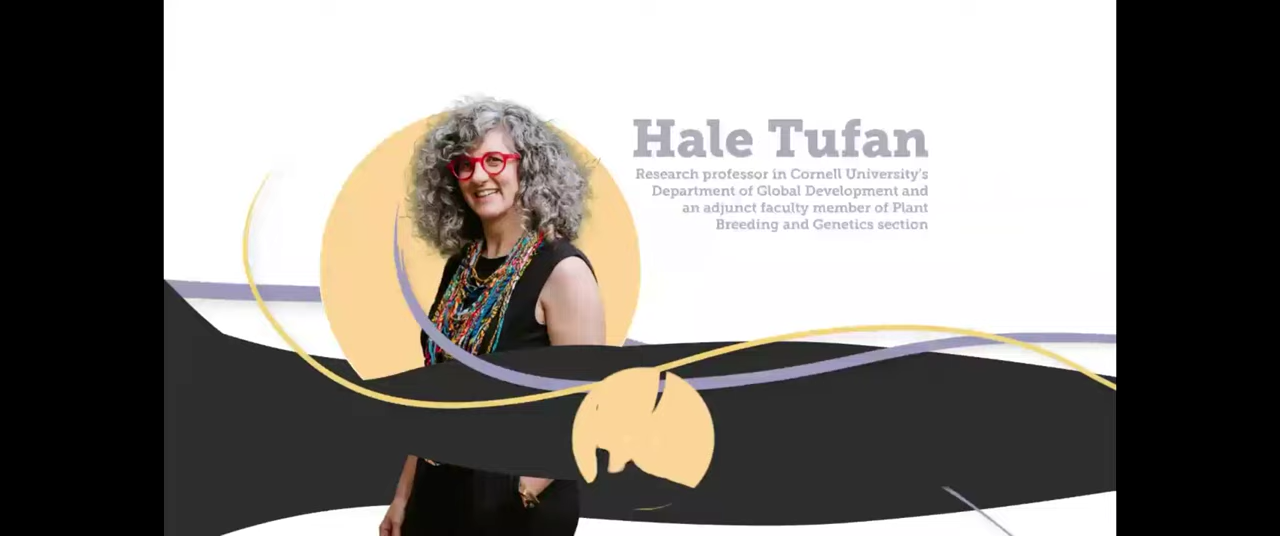 Hale Tufan
Research professor in Cornell University's
Department of Global Development and
an adjunct faculty member of Plant
Breeding and Genetics section